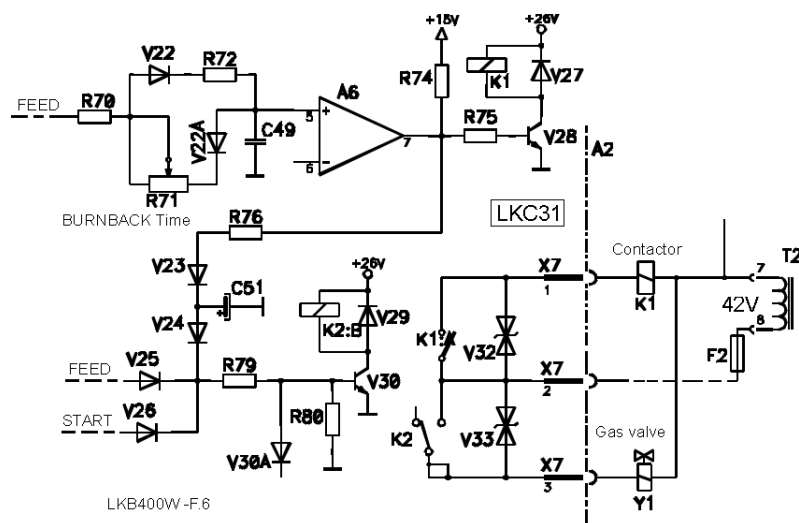 +15V
+26V
V22
R72
R74
K1
V27
A6
FEED
R70
R75
5
+
7
V28
A2
V22A
C49
-
6
R71
BURNBACK Time
LKC31
R76
Contactor
T2
+26V
X7
7
V23
C51
1
K1
42V
+
V29
8
K2:B
K1:A
V32
F2
V24
V25
R79
X7
FEED
V30
2
V26
R80
Gas valve
START
K2
V33
V30A
X7
3
Y1
LKB400W -F.6